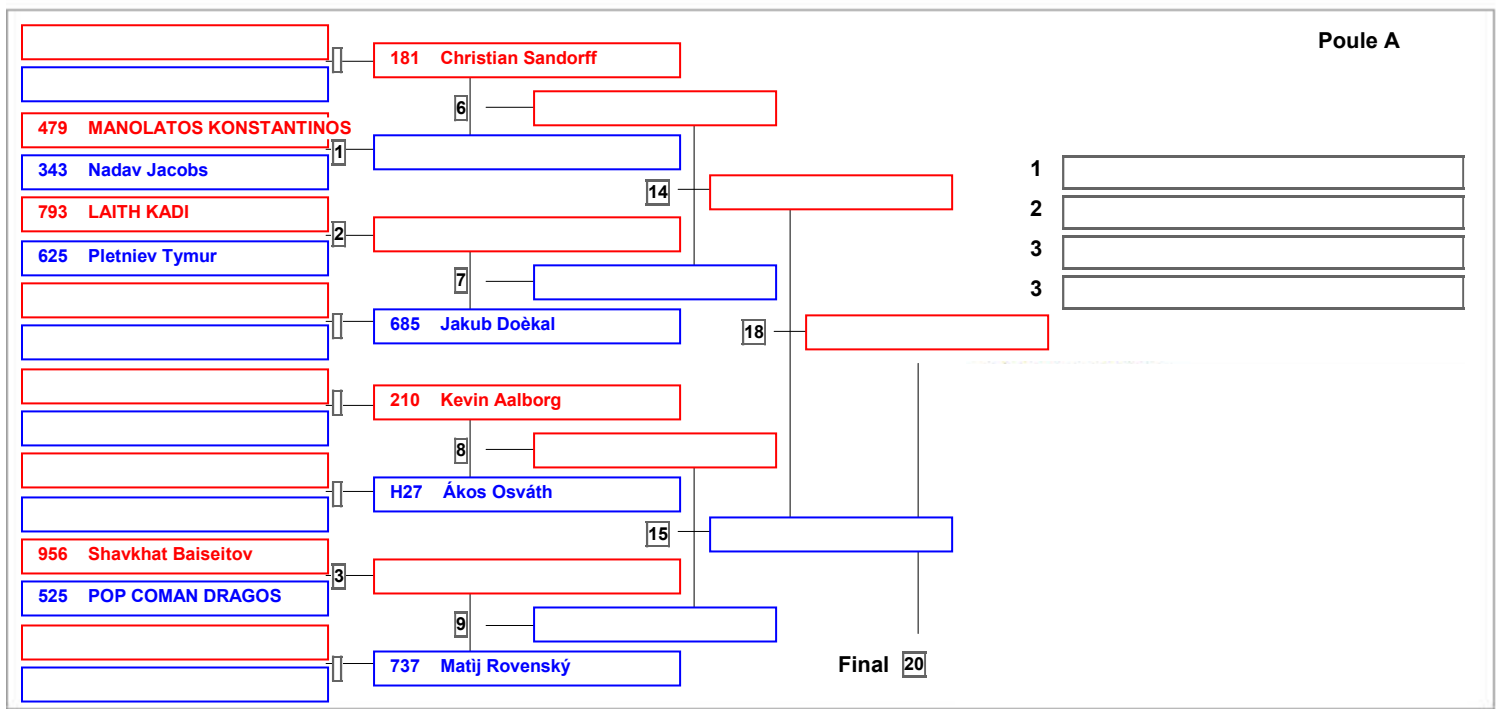 Poule A
181 Christian Sandorff
6
479 MANOLATOS KONSTANTINOS
1
343 Nadav Jacobs
1
14
793 LAITH KADI
2
2
625 Pletniev Tymur
3
7
3
685 Jakub Doèkal
18
210 Kevin Aalborg
8
H27 Ákos Osváth
15
956 Shavkhat Baiseitov
3
525 POP COMAN DRAGOS
9
737 Matìj Rovenský
Final 20